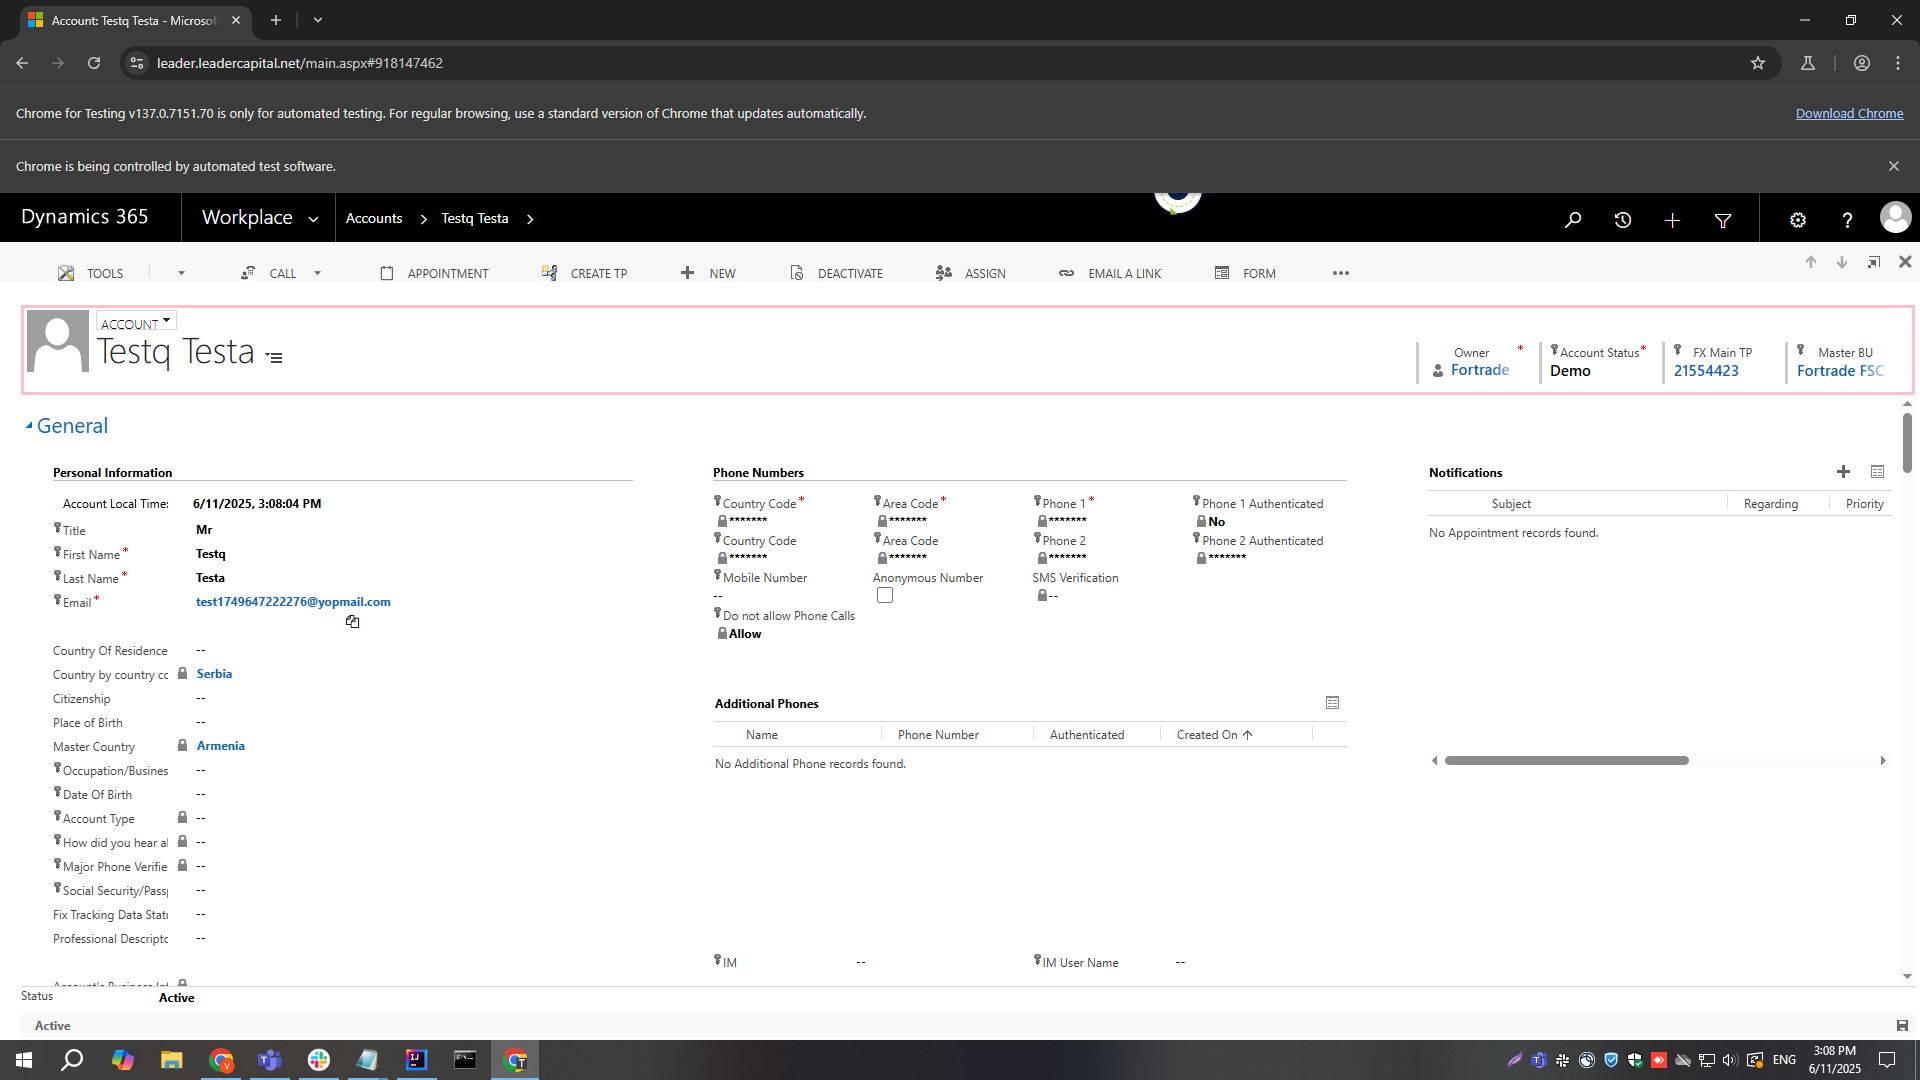 Account: Testq Testa - Microsof
leader.leadercapital.net/main.aspx#918147462
Chrome for Testing v137.0.7151.70 is only for automated testing. For regular browsing, use a standard version of Chrome that updates automatically.
Download Chrome
Chrome is being controlled by automated test software.
Dynamics 365
Workplace
Accounts
Testq Testa
TOOLS
CALL
APPOINTMENT
CREATE TP
NEW
DEACTIVATE
ASSIGN
EMAIL A LINK
FORM
ACCOUNT
Testq Testa
Owner *
Fortrade
Account Status *
Demo
FX Main TP
21554423
Master BU
Fortrade FSC
General
Personal Information
Account Local Time: 6/11/2025, 3:08:04 PM
Title Mr
First Name * Testq
Last Name * Testa
Email * test1749647222276@yopmail.com
Country Of Residence --
Country by country cc Serbia
Citizenship --
Place of Birth --
Master Country Armenia
Occupation/Busines --
Date Of Birth --
Account Type --
How did you hear a --
Major Phone Verifie --
Social Security/Pass --
Fix Tracking Data Stat --
Professional Descripto --
Phone Numbers
Country Code * Area Code * Phone 1 * Phone 1 Authenticated
******* ******* ******* No
Country Code Area Code Phone 2 Phone 2 Authenticated
******* ******* ******* *******
Mobile Number Anonymous Number SMS Verification
-- --
Do not allow Phone Calls
Allow
Additional Phones
Name Phone Number Authenticated Created On
No Additional Phone records found.
IM -- IM User Name --
Notifications
Subject Regarding Priority
No Appointment records found.
Status Active
Active
ENG
3:08 PM
6/11/2025